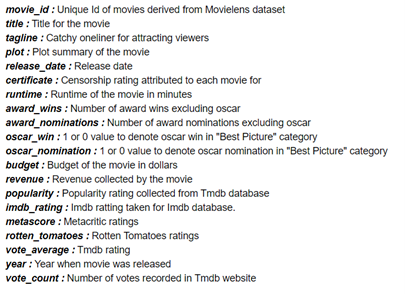 movie_id : Unique Id of movies derived from Movielens dataset
title : Title for the movie
tagline : Catchy oneliner for attracting viewers
plot : Plot summary of the movie
release_date : Release date
certificate : Censorship rating attributed to each movie for
runtime : Runtime of the movie in minutes
award_wins : Number of award wins excluding oscar
award_nominations : Number of award nominations excluding oscar
oscar_win : 1 or 0 value to denote oscar win in "Best Picture" category
oscar_nomination : 1 or 0 value to denote oscar nomination in "Best Picture" category
budget : Budget of the movie in dollars
revenue : Revenue collected by the movie
popularity : Popularity rating collected from Tmdb database
imdb_rating : Imdb ratting taken for Imdb database.
metascore : Metacritic ratings
rotten_tomatoes : Rotten Tomatoes ratings
vote_average : Tmdb rating
year : Year when movie was released
vote_count : Number of votes recorded in Tmdb website